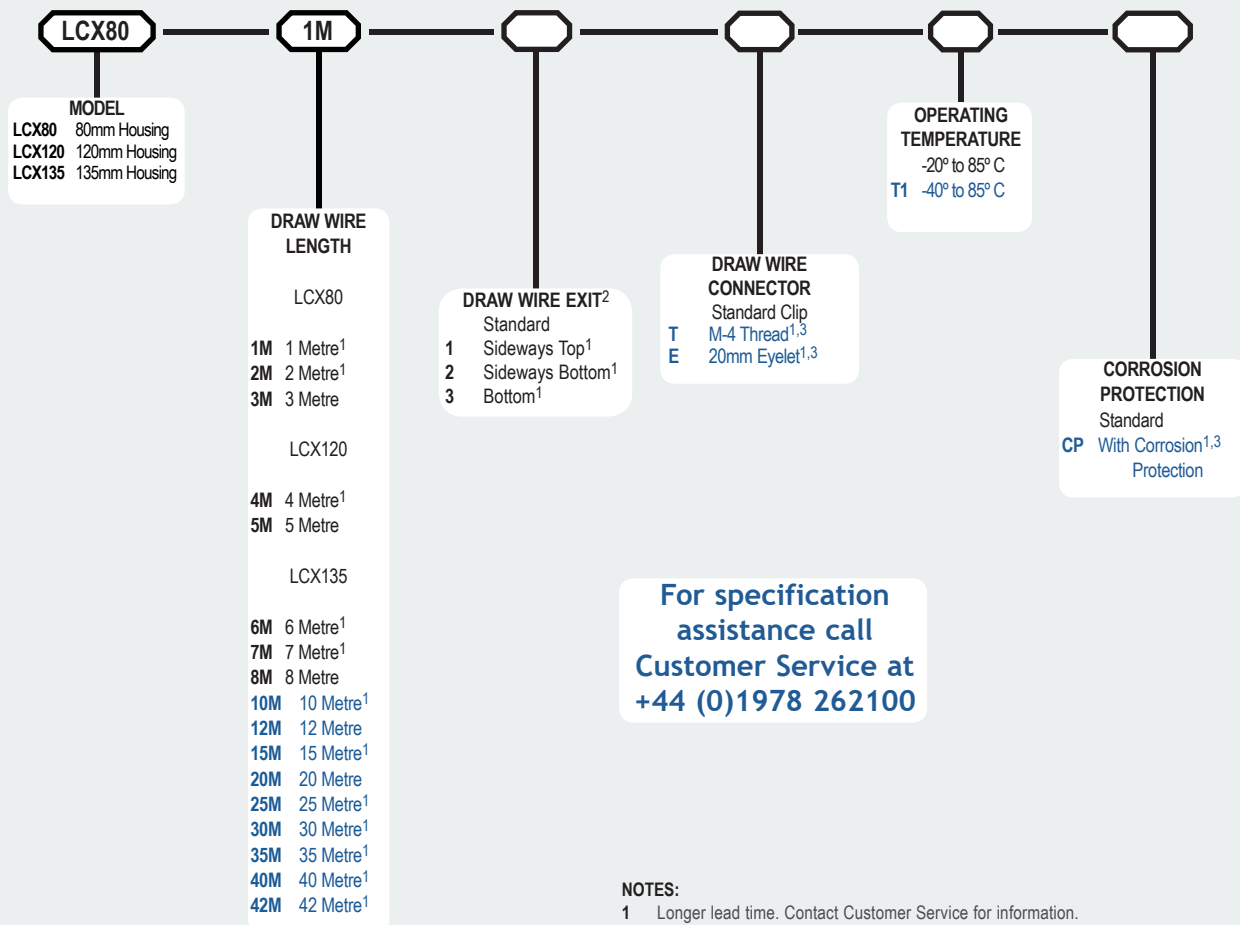 LCX80
1M
MODEL
LCX80 80mm Housing
LCX120 120mm Housing
LCX135 135mm Housing
DRAW WIRE
LENGTH
LCX80
1M 1 Metre1
2M 2 Metre1
3M 3 Metre
LCX120
4M 4 Metre1
5M 5 Metre
LCX135
6M 6 Metre1
7M 7 Metre1
8M 8 Metre
10M 10 Metre1
12M 12 Metre
15M 15 Metre1
20M 20 Metre
25M 25 Metre1
30M 30 Metre1
35M 35 Metre1
40M 40 Metre1
42M 42 Metre1
DRAW WIRE EXIT2
Standard
1 Sideways Top1
2 Sideways Bottom1
3 Bottom1
DRAW WIRE
CONNECTOR
Standard Clip
T M-4 Thread1,3
E 20mm Eyelet1,3
OPERATING
TEMPERATURE
-20º to 85º C
T1 -40º to 85º C
CORROSION
PROTECTION
Standard
CP With Corrosion1,3
Protection
For specification
assistance call
Customer Service at
+44 (0)1978 262100
NOTES:
1 Longer lead time. Contact Customer Service for information.